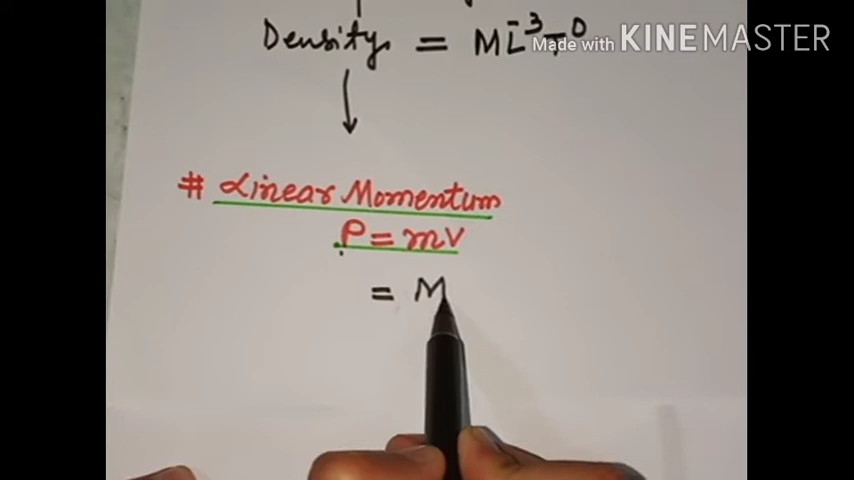 Density = ML⁻³T⁰
Made with KINEMASTER
# Linear Momentum
P = mv
= M